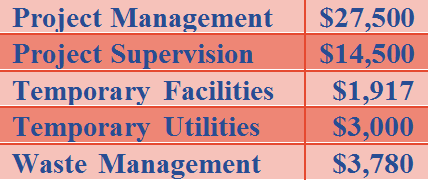 Project Management $27,500
Project Supervision $14,500
Temporary Facilities $1,917
Temporary Utilities $3,000
Waste Management $3,780